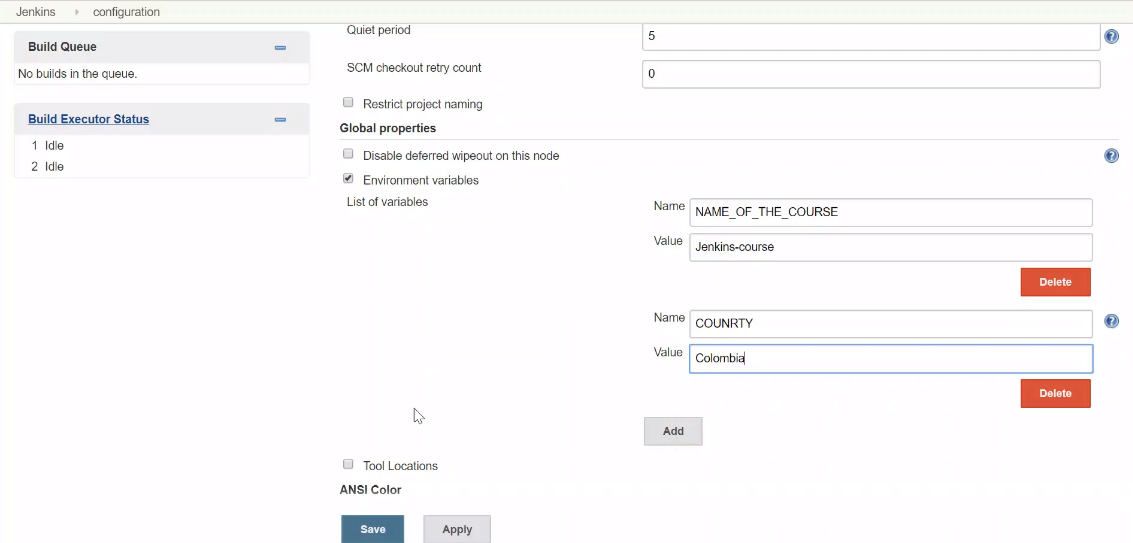 Jenkins configuration
Build Queue
No builds in the queue.
Build Executor Status
1 Idle
2 Idle
Quiet period
5
SCM checkout retry count
0
Restrict project naming
Global properties
Disable deferred wipeout on this node
Environment variables
List of variables
Name NAME_OF_THE_COURSE
Value Jenkins-course
Delete
Name COUNRTY
Value Colombia
Delete
Add
Tool Locations
ANSI Color
Save Apply